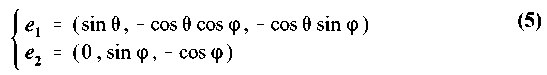 e₁ = (sin θ, - cos θ cos φ, - cos θ sin φ) (5)
e₂ = (0, sin φ, - cos φ)